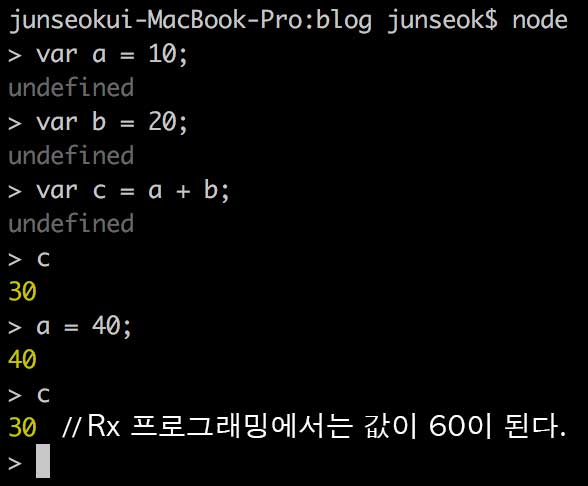 junseokui-MacBook-Pro:blog junseok$ node
> var a = 10;
undefined
> var b = 20;
undefined
> var c = a + b;
undefined
> c
30
> a = 40;
40
> c
30 //Rx 프로그래밍에서는 값이 60이 된다.
>